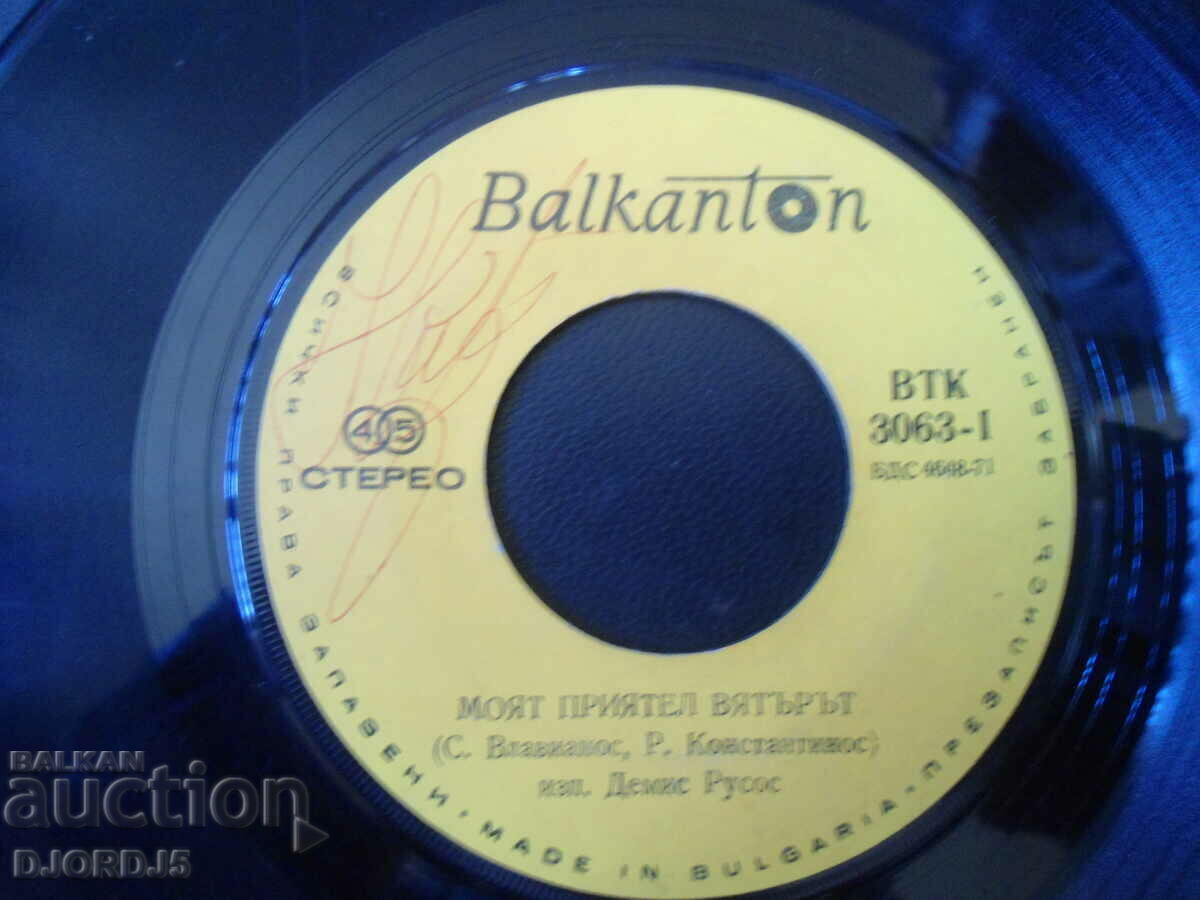 Balkanton
45
СТЕРЕО
ВТК
3063-I
БДС 4648-71
МОЯТ ПРИЯТЕЛ ВЯТЪРЪТ
(С. Влавианос, Р. Константинос)
изп. Демис Русос
ВСИЧКИ ПРАВА ЗАПАЗЕНИ · MADE IN BULGARIA · ПРЕЗАПИСЪТ ЗАБРАНЕН
BALKAN
auction
DJORDJ5